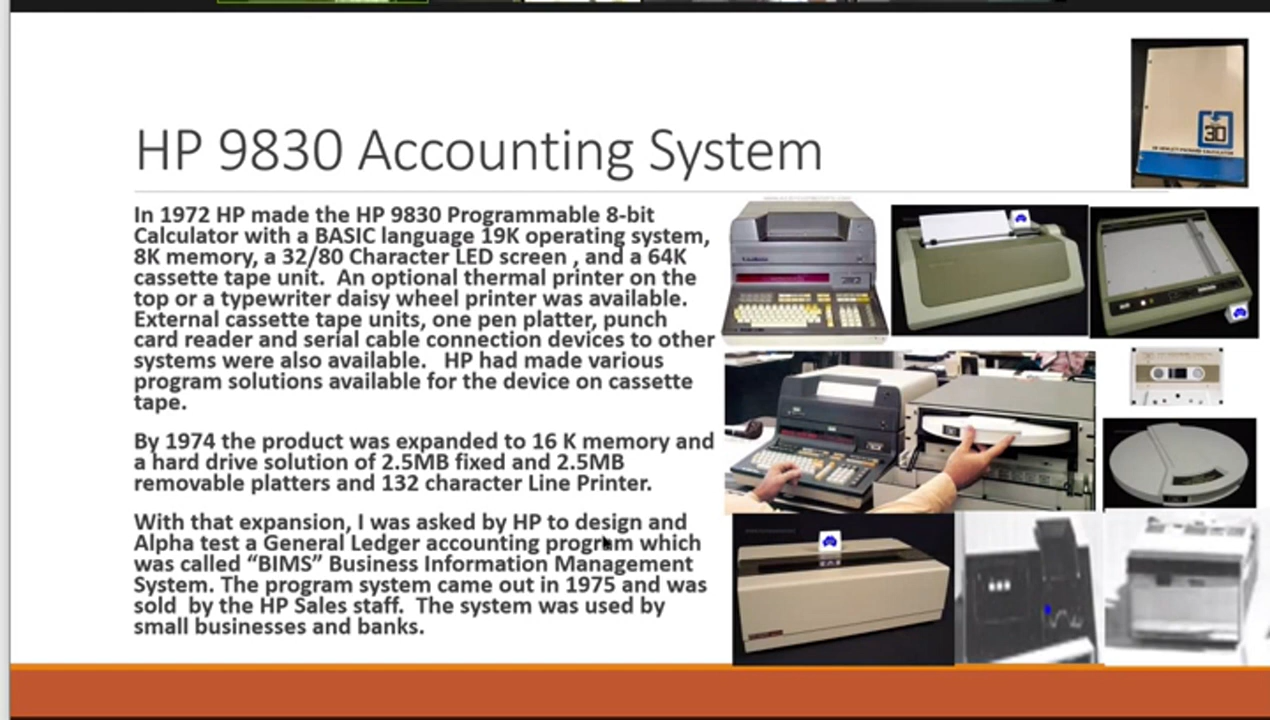 HP 9830 Accounting System
In 1972 HP made the HP 9830 Programmable 8-bit
Calculator with a BASIC language 19K operating system,
8K memory, a 32/80 Character LED screen , and a 64K
cassette tape unit.  An optional thermal printer on the
top or a typewriter daisy wheel printer was available.
External cassette tape units, one pen platter, punch
card reader and serial cable connection devices to other
systems were also available.   HP had made various
program solutions available for the device on cassette
tape.
By 1974 the product was expanded to 16 K memory and
a hard drive solution of 2.5MB fixed and 2.5MB
removable platters and 132 character Line Printer.
With that expansion, I was asked by HP to design and
Alpha test a General Ledger accounting program which
was called “BIMS” Business Information Management
System. The program system came out in 1975 and was
sold  by the HP Sales staff.  The system was used by
small businesses and banks.
30